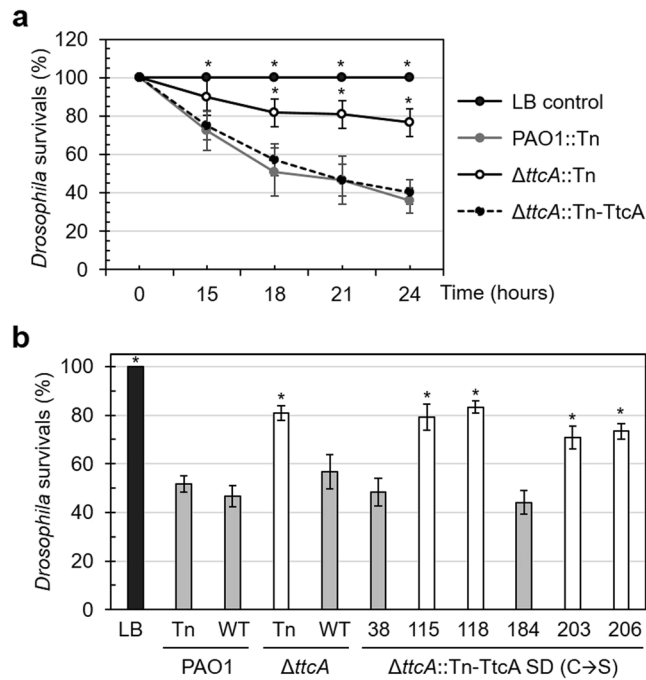 a
120
100
80
60
40
20
0
Drosophila survivals (%)
* * * *
* * *
0 15 18 21 24 Time (hours)
LB control
PAO1::Tn
ΔttcA::Tn
ΔttcA::Tn-TtcA
b
100
80
60
40
20
0
Drosophila survivals (%)
*
*
* *
* *
LB Tn WT Tn WT 38 115 118 184 203 206
PAO1 ΔttcA ΔttcA::Tn-TtcA SD (C→S)